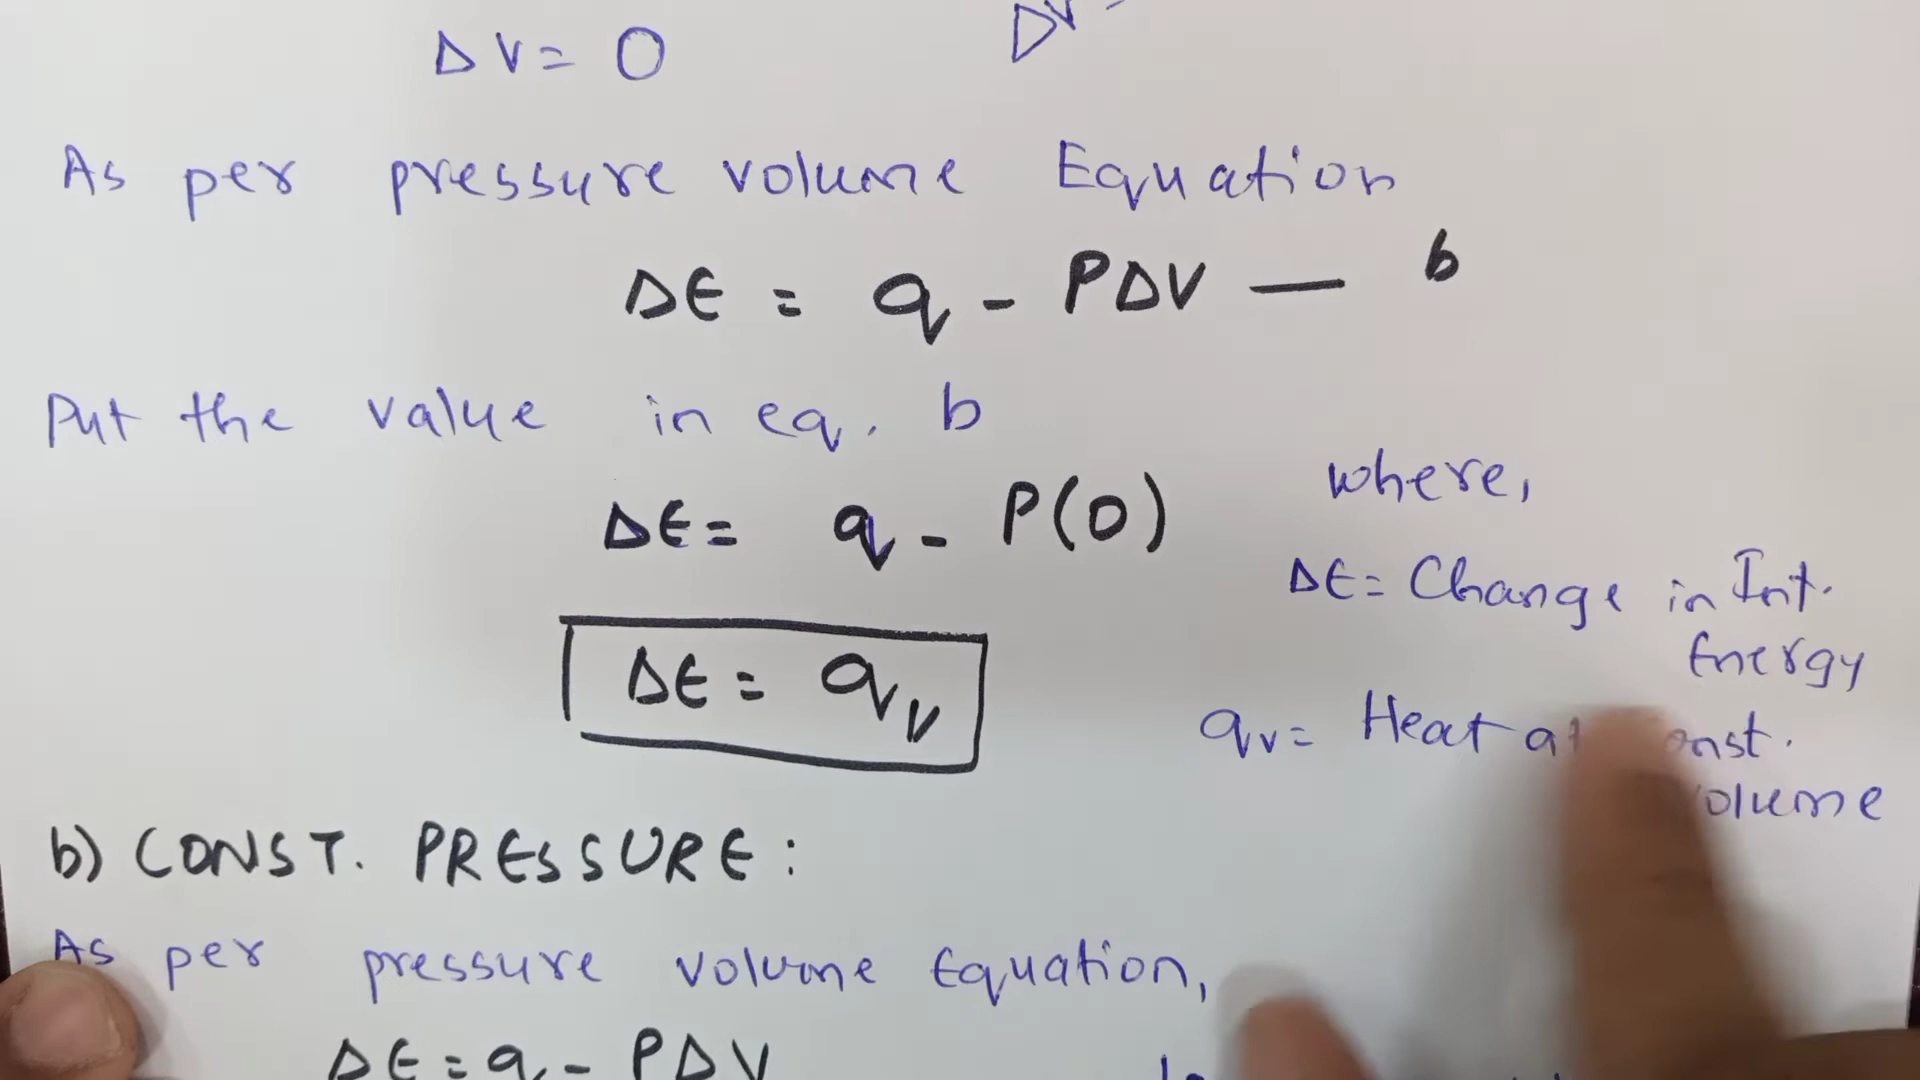 ΔV= 0
As per pressure volume Equation
ΔE = q - PΔV — b
Put the value in eq. b
ΔE= q - P(0)
where,
ΔE= Change in Int.
Energy
ΔE = qv
qv= Heat at
b) CONST. PRESSURE:
As per pressure volume Equation,
ΔE=q- PΔV